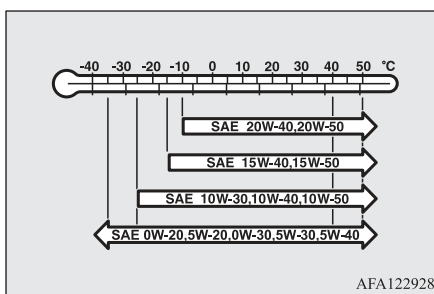 -40 -30 -20 -10 0 10 20 30 40 50 °C
SAE 20W-40,20W-50
SAE 15W-40,15W-50
SAE 10W-30,10W-40,10W-50
SAE 0W-20,5W-20,0W-30,5W-30,5W-40
AFA122928